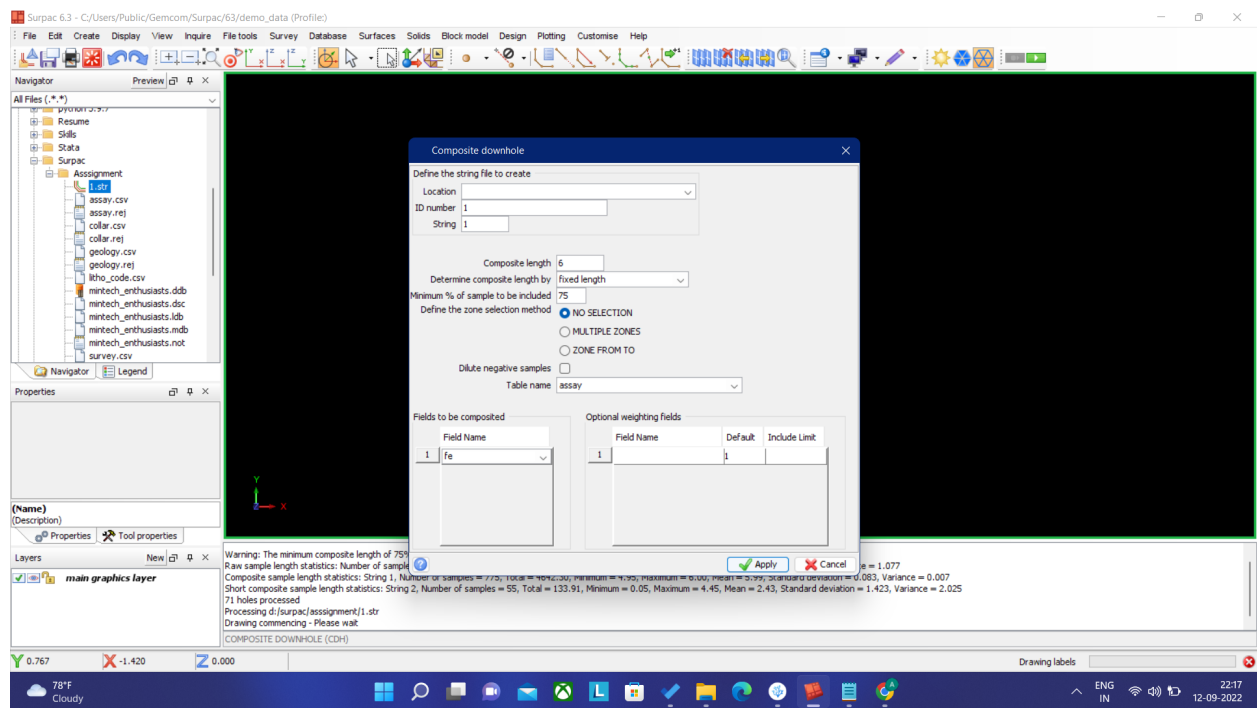 Surpac 6.3 - C:/Users/Public/Gemcom/Surpac/63/demo_data (Profile:)
File Edit Create Display View Inquire File tools Survey Database Surfaces Solids Block model Design Plotting Customise Help
Navigator Preview
All Files (.*.*)
python 3.9.7
Resume
Skills
Stata
Surpac
Asssignment
1.str
assay.csv
assay.rej
collar.csv
collar.rej
geology.csv
geology.rej
litho_code.csv
mintech_enthusiasts.ddb
mintech_enthusiasts.dsc
mintech_enthusiasts.ldb
mintech_enthusiasts.mdb
mintech_enthusiasts.not
survey.csv
Navigator Legend
Properties
(Name)
(Description)
Properties Tool properties
Layers New
main graphics layer
Y
Z X
Composite downhole
Define the string file to create
Location
ID number 1
String 1
Composite length 6
Determine composite length by fixed length
Minimum % of sample to be included 75
Define the zone selection method NO SELECTION
MULTIPLE ZONES
ZONE FROM TO
Dilute negative samples
Table name assay
Fields to be composited Optional weighting fields
Field Name Field Name Default Include Limit
1 fe 1 1
Apply Cancel
Warning: The minimum composite length of 75%
Raw sample length statistics: Number of sample e = 1.077
Composite sample length statistics: String 1, Number of samples = 775, Total = 4642.30, Minimum = 4.95, Maximum = 6.00, Mean = 5.99, Standard deviation = 0.083, Variance = 0.007
Short composite sample length statistics: String 2, Number of samples = 55, Total = 133.91, Minimum = 0.05, Maximum = 4.45, Mean = 2.43, Standard deviation = 1.423, Variance = 2.025
71 holes processed
Processing d:/surpac/asssignment/1.str
Drawing commencing - Please wait
COMPOSITE DOWNHOLE (CDH)
Y 0.767 X -1.420 Z 0.000 Drawing labels
78°F
Cloudy
ENG
IN
22:17
12-09-2022